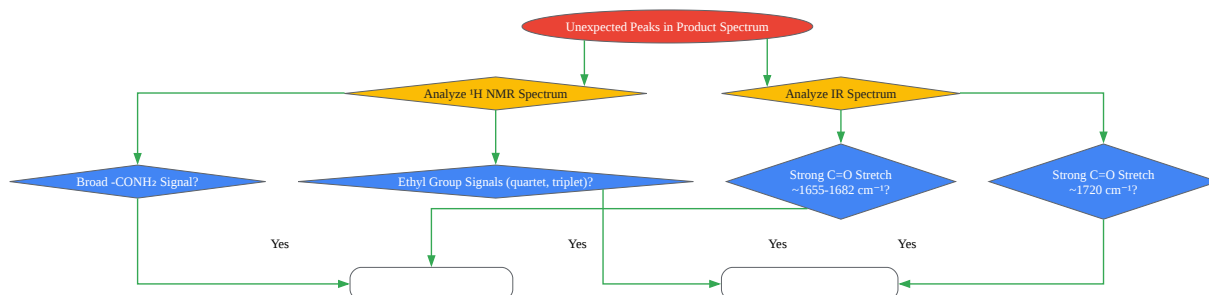 Unexpected Peaks in Product Spectrum
Analyze ¹H NMR Spectrum
Analyze IR Spectrum
Broad -CONH₂ Signal?
Ethyl Group Signals (quartet, triplet)?
Strong C=O Stretch
~1655-1682 cm⁻¹?
Strong C=O Stretch
~1720 cm⁻¹?
Yes
Yes
Yes
Yes